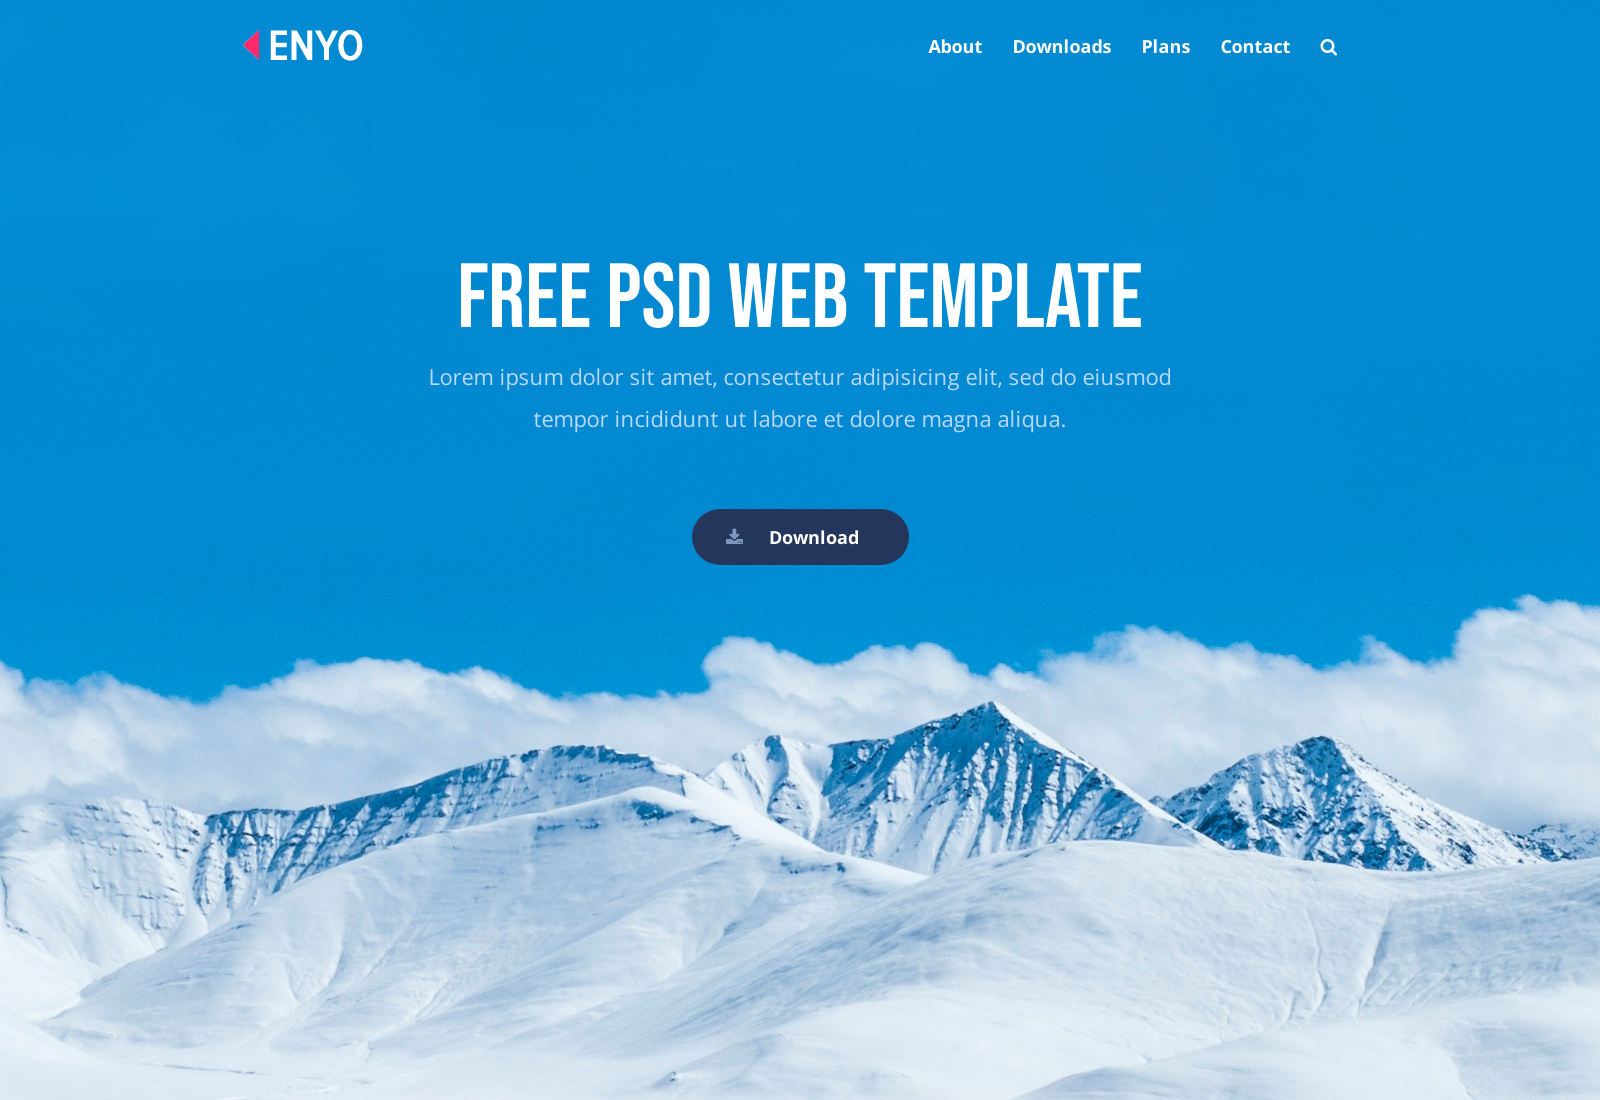 ENYO
About Downloads Plans Contact
FREE PSD WEB TEMPLATE
Lorem ipsum dolor sit amet, consectetur adipisicing elit, sed do eiusmod
tempor incididunt ut labore et dolore magna aliqua.
Download